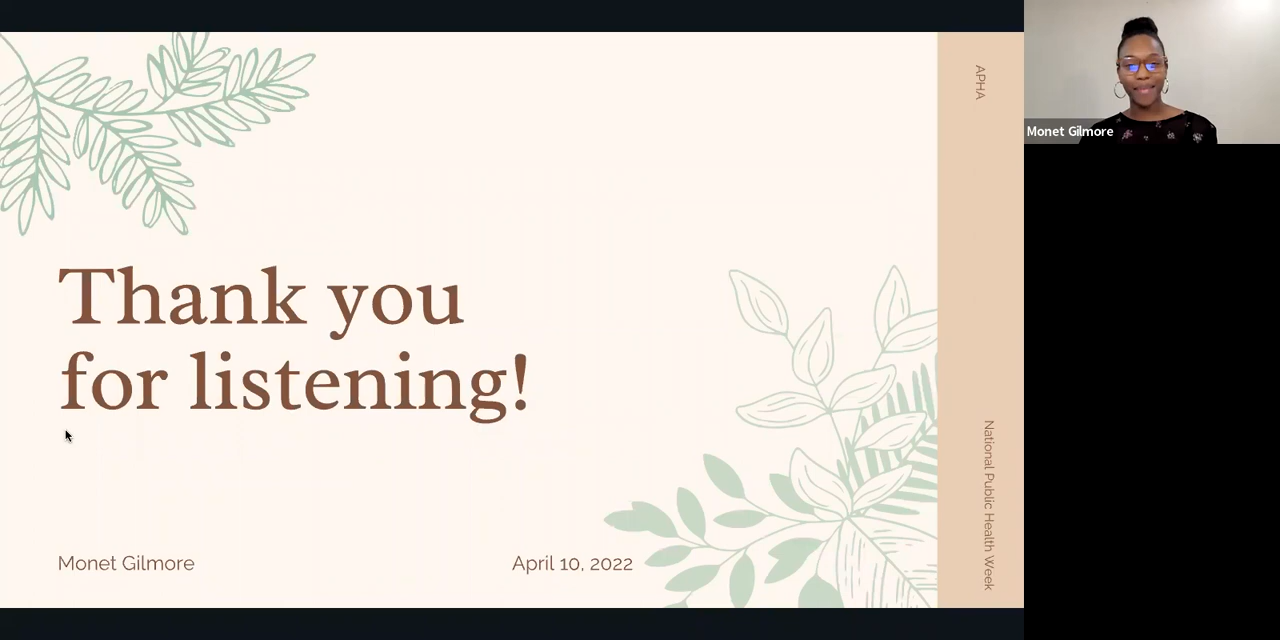 Thank you
for listening!
Monet Gilmore
April 10, 2022
APHA
National Public Health Week
Monet Gilmore